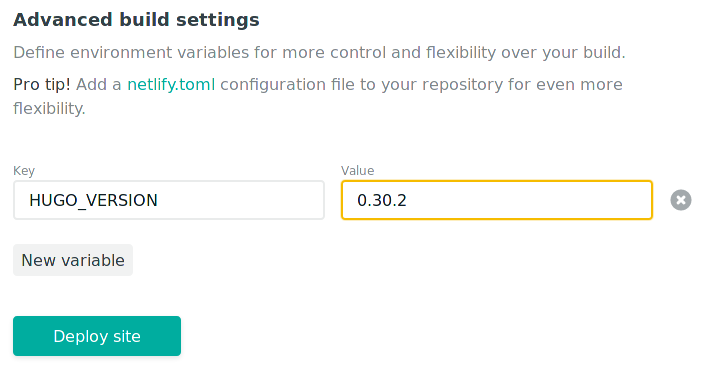 Advanced build settings
Define environment variables for more control and flexibility over your build.
Pro tip! Add a netlify.toml configuration file to your repository for even more
flexibility.
Key
Value
HUGO_VERSION
0.30.2
New variable
Deploy site